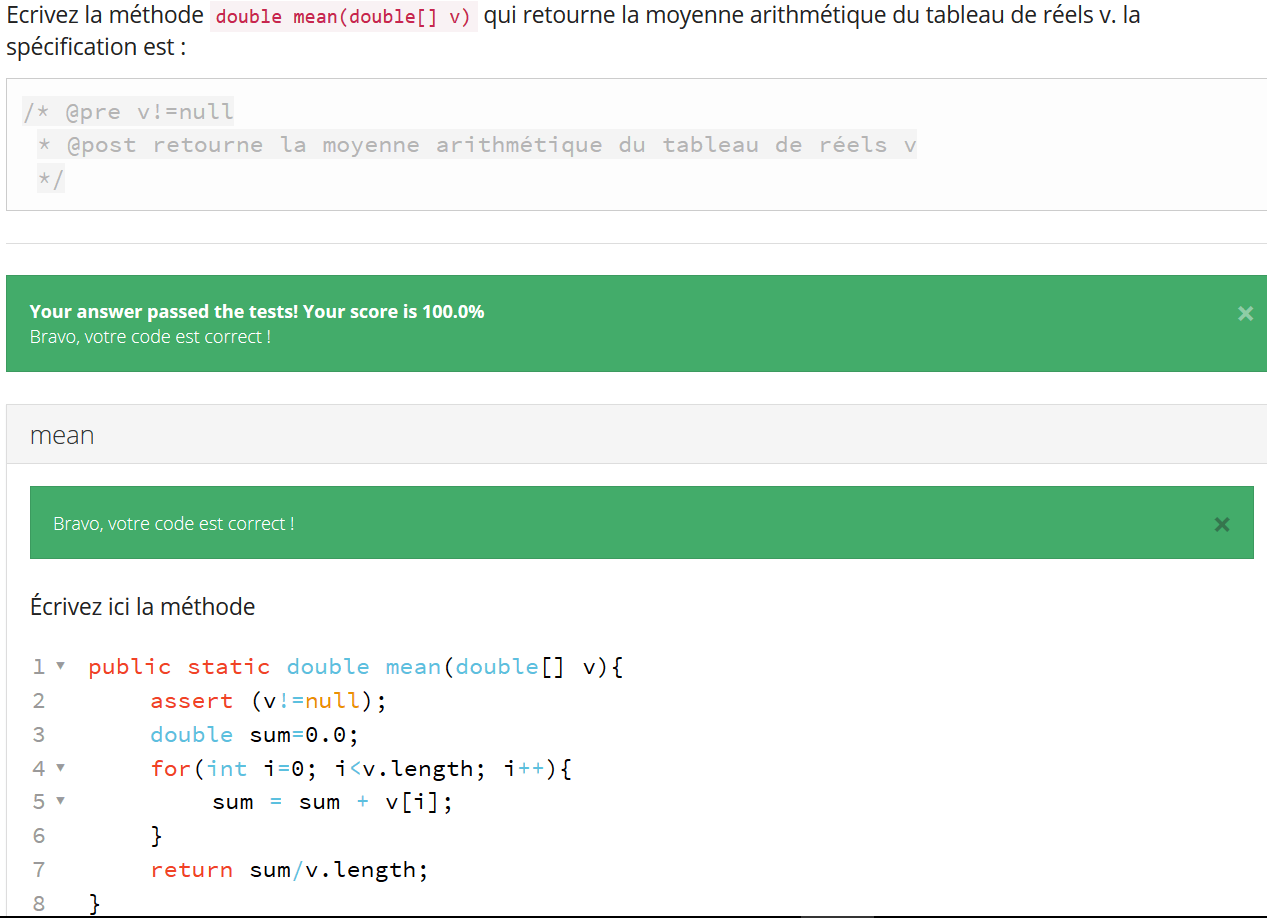 Ecrivez la méthode double mean(double[] v) qui retourne la moyenne arithmétique du tableau de réels v. la
spécification est :
/* @pre v!=null
* @post retourne la moyenne arithmétique du tableau de réels v
*/
Your answer passed the tests! Your score is 100.0%
×
Bravo, votre code est correct !
mean
Bravo, votre code est correct !
×
Écrivez ici la méthode
1 public static double mean(double[] v){
2 assert (v!=null);
3 double sum=0.0;
4 for(int i=0; i<v.length; i++){
5 sum = sum + v[i];
6 }
7 return sum/v.length;
8 }